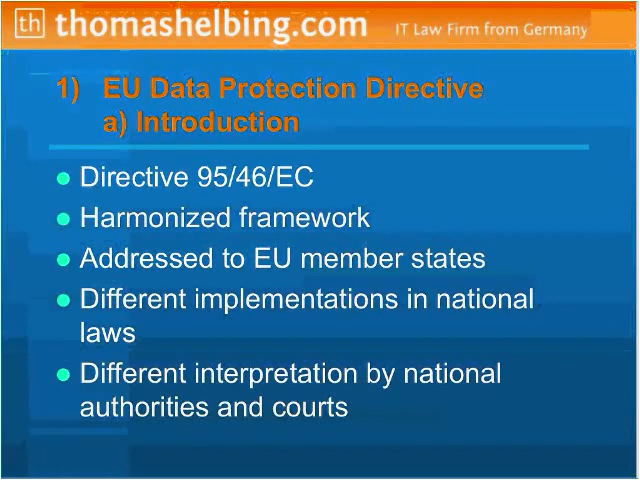 th thomashelbing.com IT Law Firm from Germany
1) EU Data Protection Directive
a) Introduction
Directive 95/46/EC
Harmonized framework
Addressed to EU member states
Different implementations in national
laws
Different interpretation by national
authorities and courts